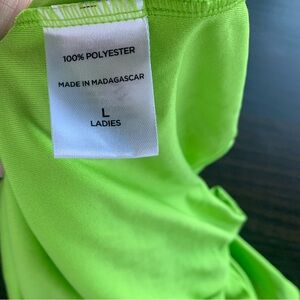 100% POLYESTER
MADE IN MADAGASCAR
L
LADIES